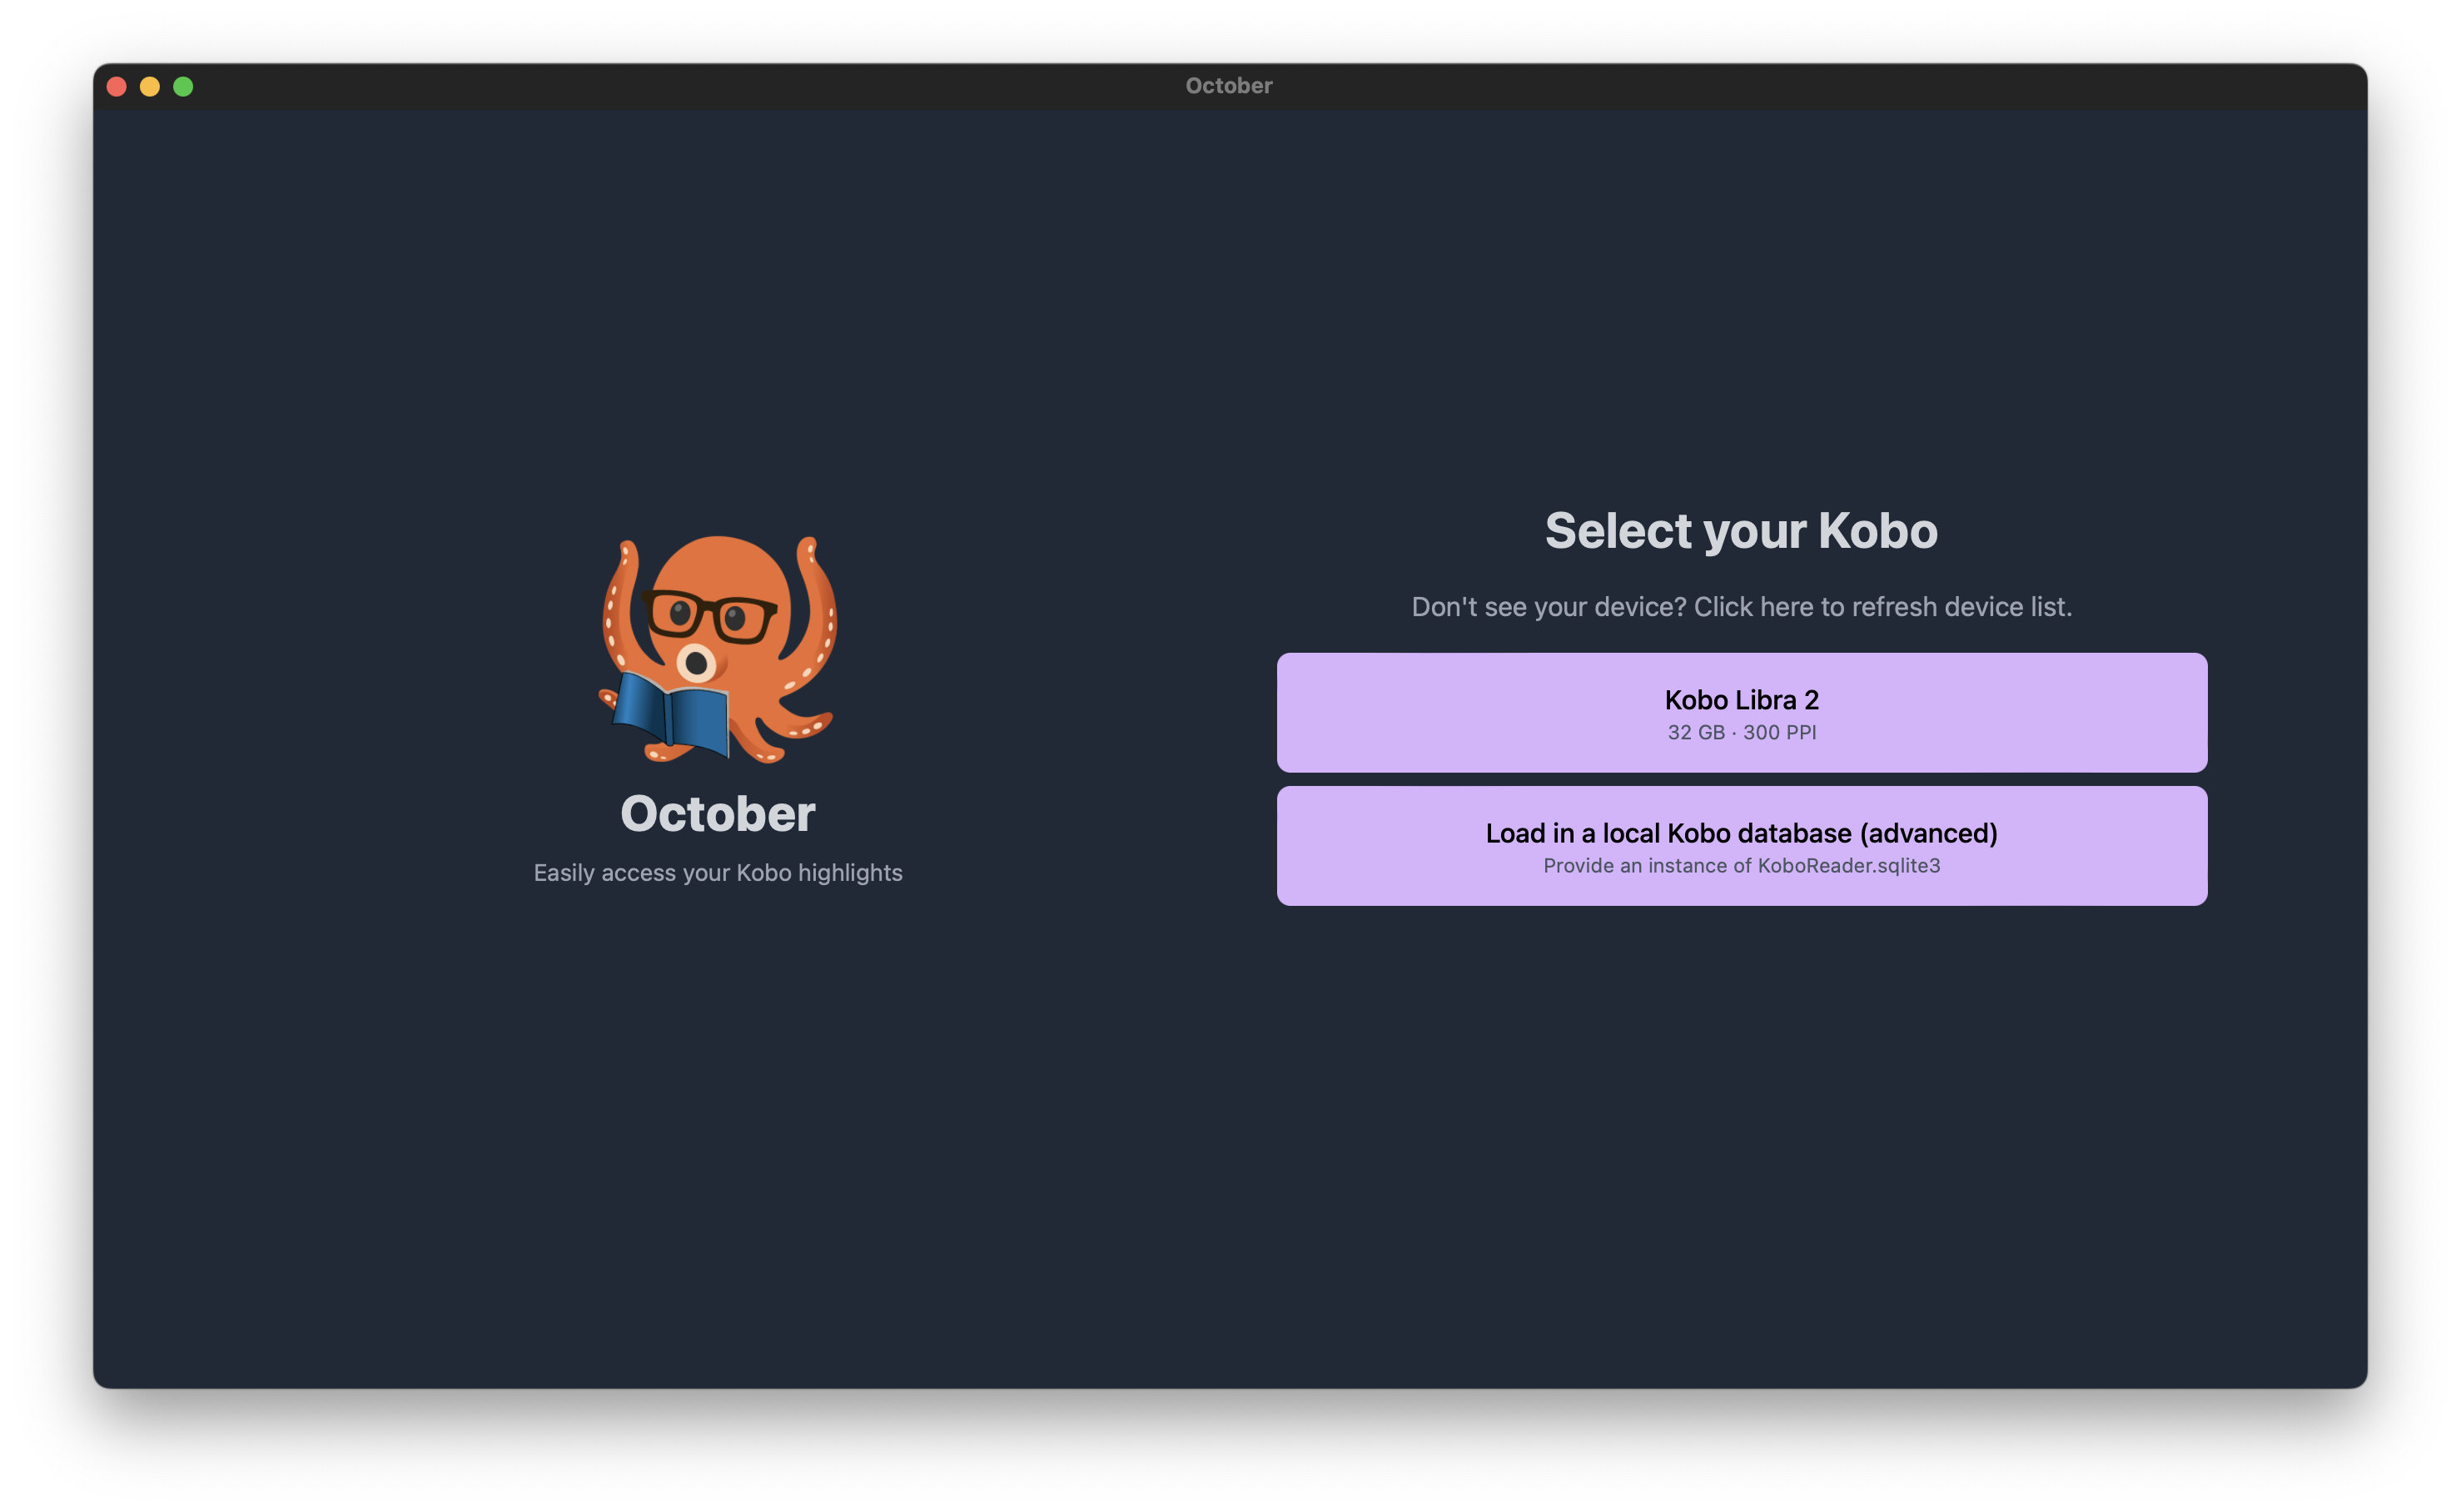 October
October
Easily access your Kobo highlights
Select your Kobo
Don't see your device? Click here to refresh device list.
Kobo Libra 2
32 GB · 300 PPI
Load in a local Kobo database (advanced)
Provide an instance of KoboReader.sqlite3